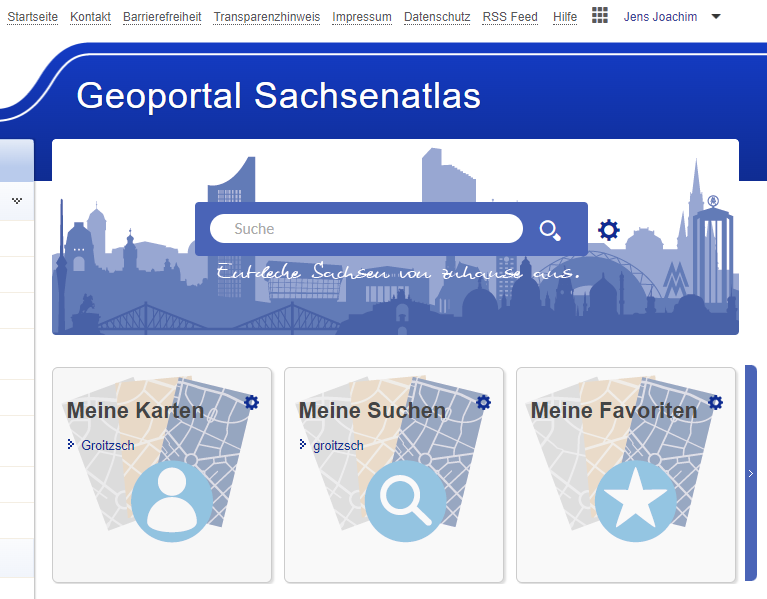 Startseite Kontakt Barrierefreiheit Transparenzhinweis Impressum Datenschutz RSS Feed Hilfe Jens Joachim
Geoportal Sachsenatlas
Suche
Entdecke Sachsen von zuhause aus.
Meine Karten
Groitzsch
Meine Suchen
groitzsch
Meine Favoriten